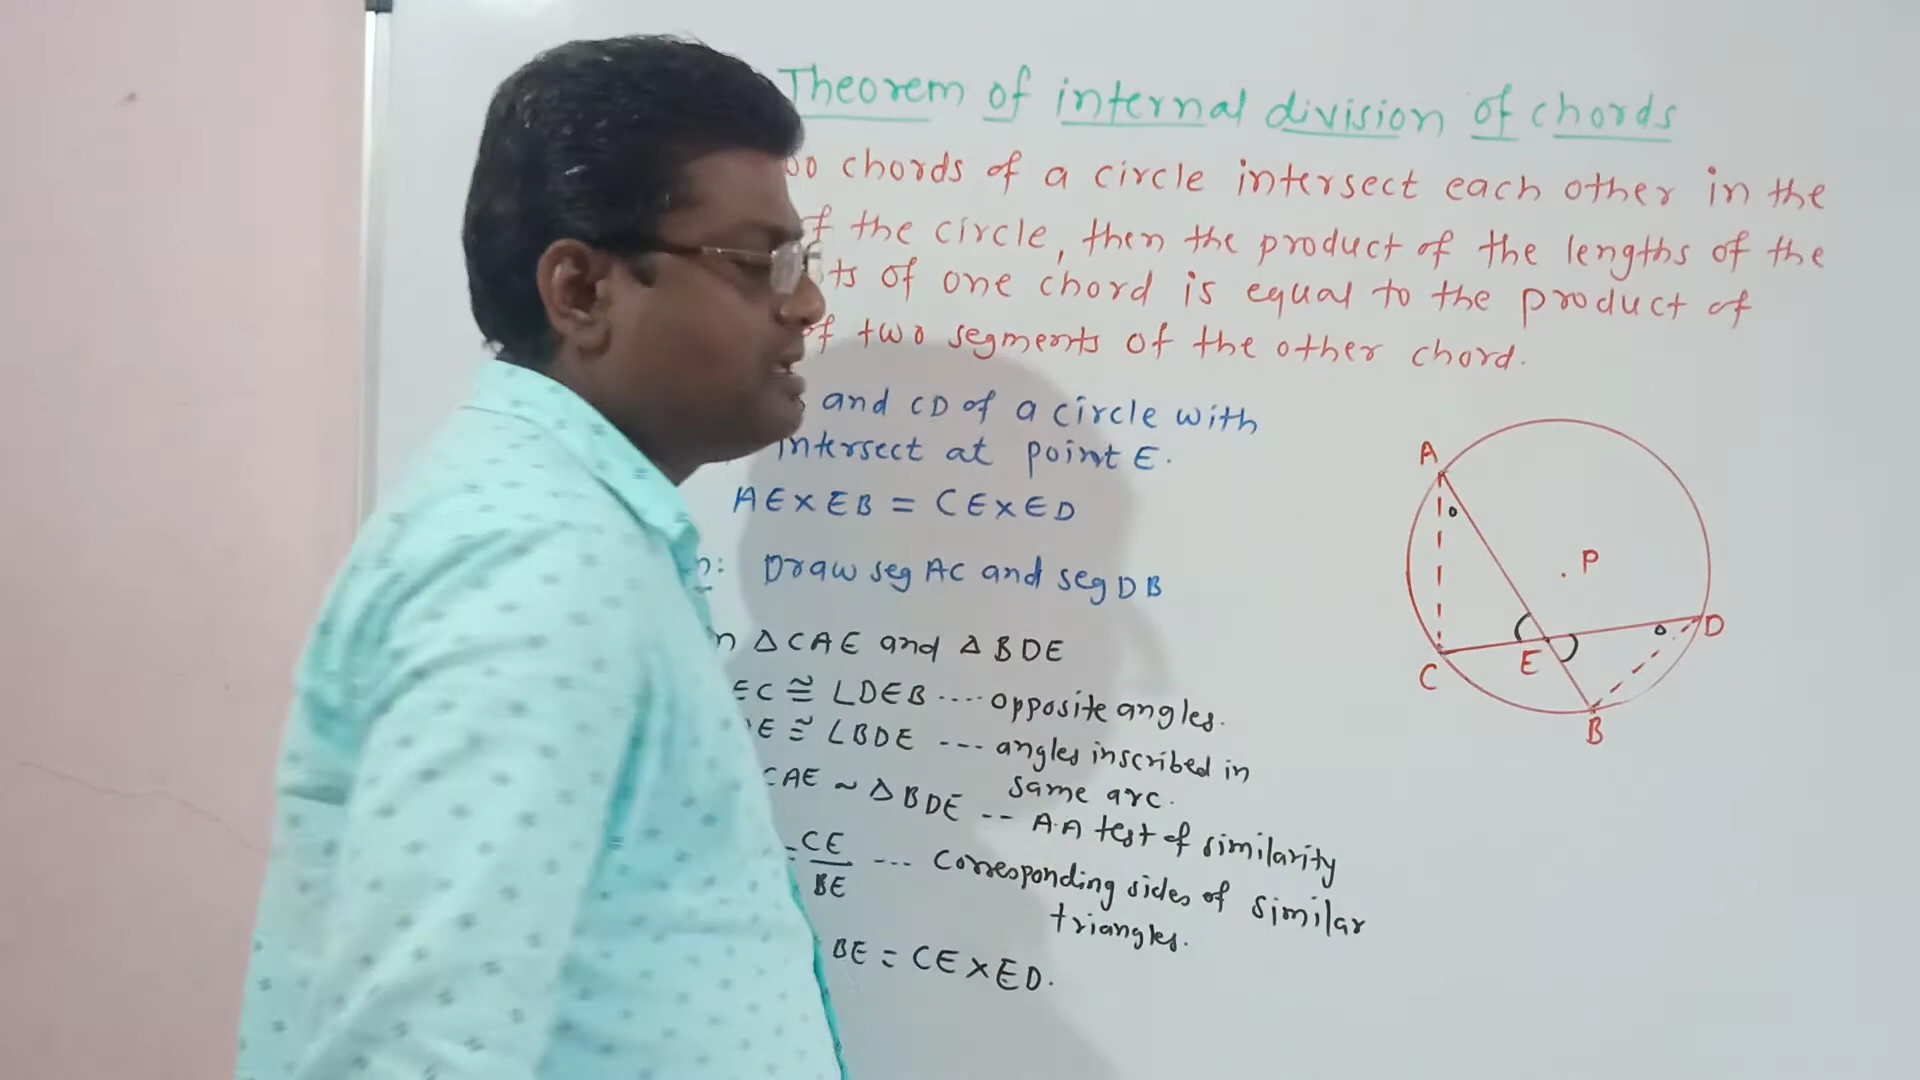 Theorem of internal division of chords
chords of a circle intersect each other in the
the circle, then the product of the lengths of the
of one chord is equal to the product of
of two segments of the other chord.
and CD of a circle with
intersect at point E.
AE×EB = CE×ED
Draw seg AC and seg DB
△CAE and △BDE
EC ≅ ∠DEB ---- opposite angles.
E ≅ ∠BDE --- angles inscribed in
same arc.
CAE ~ △BDE -- A.A test of similarity
= CE/BE --- Corresponding sides of similar
triangles.
BE = CE×ED.
A
P
D
E
C
B